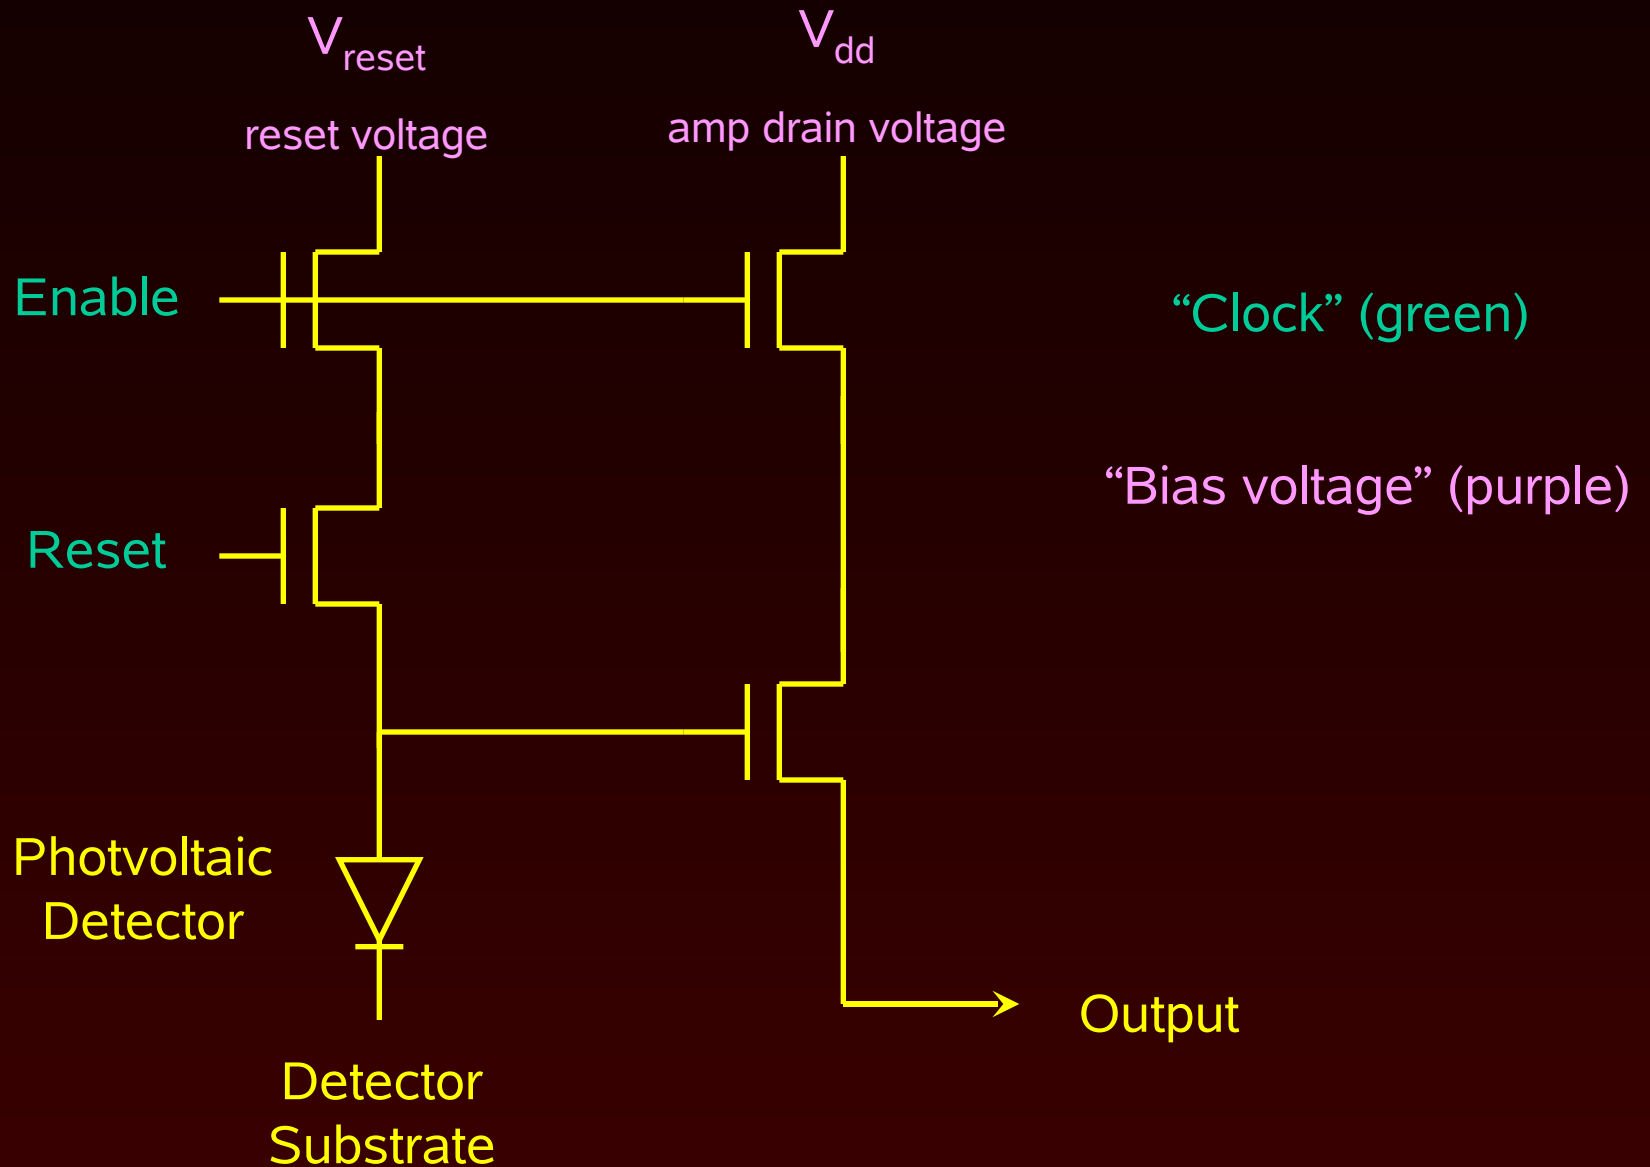 Vreset
reset voltage
Vdd
amp drain voltage
Enable
“Clock” (green)
“Bias voltage” (purple)
Reset
Photvoltaic
Detector
Output
Detector
Substrate